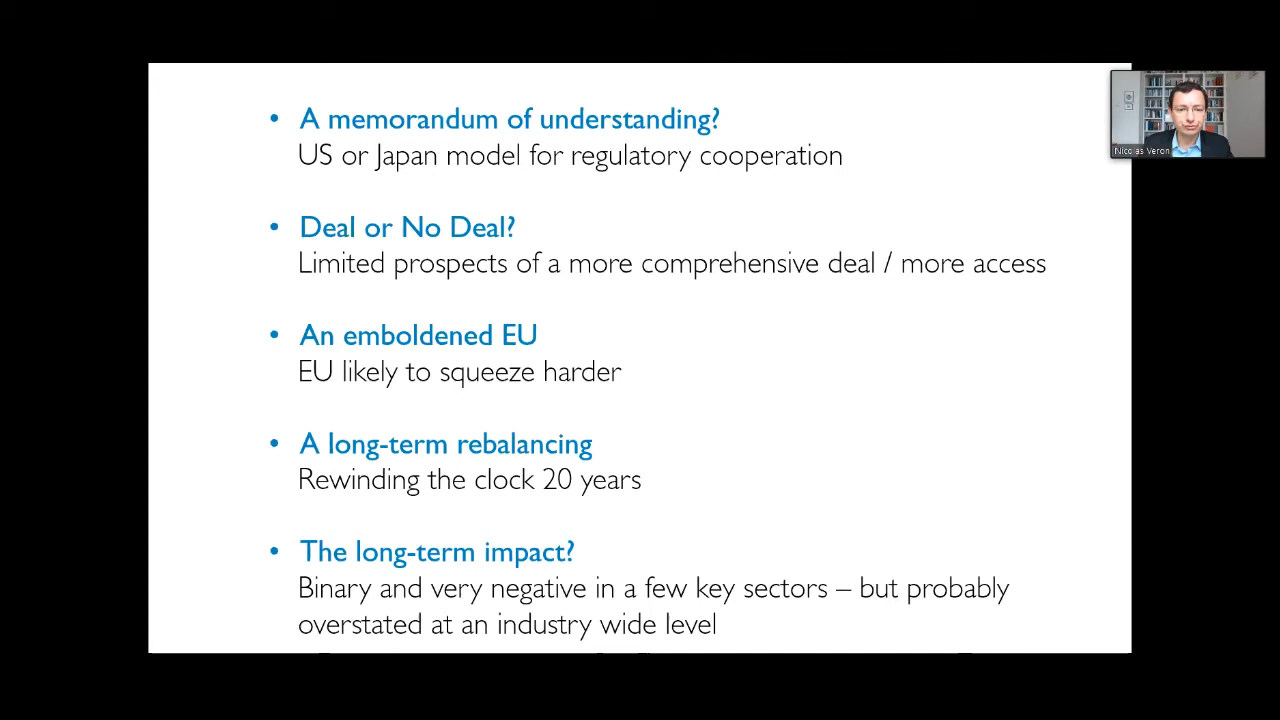 • A memorandum of understanding?
US or Japan model for regulatory cooperation
• Deal or No Deal?
Limited prospects of a more comprehensive deal / more access
• An emboldened EU
EU likely to squeeze harder
• A long-term rebalancing
Rewinding the clock 20 years
• The long-term impact?
Binary and very negative in a few key sectors – but probably
overstated at an industry wide level
Nicolas Veron